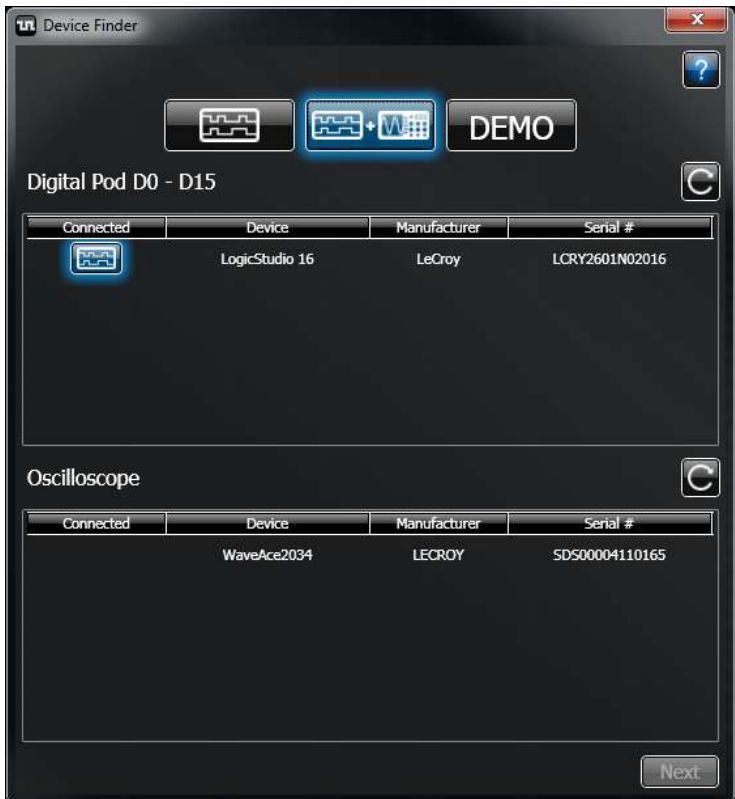 Device Finder
?
DEMO
Digital Pod D0 - D15
Connected Device Manufacturer Serial #
LogicStudio 16 LeCroy LCRY2601N02016
Oscilloscope
Connected Device Manufacturer Serial #
WaveAce2034 LECROY SDS00004110165
Next